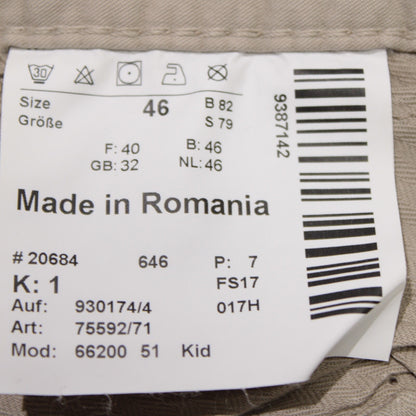 30
Size 46 B 82
Größe S 79
F: 40 B: 46
GB: 32 NL: 46
9387142
Made in Romania
# 20684 646 P: 7
K: 1 FS17
Auf: 930174/4 017H
Art: 75592/71
Mod: 66200 51 Kid